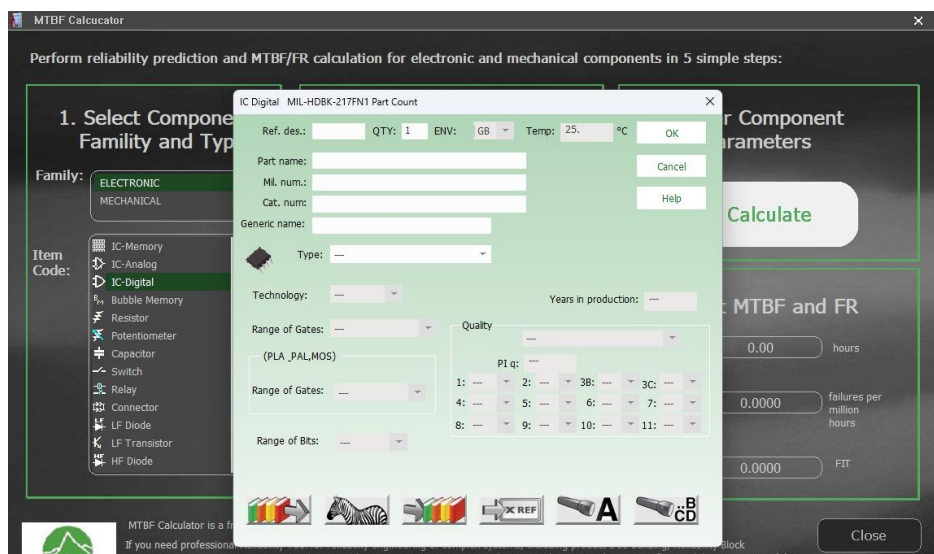 MTBF Calcucator
Perform reliability prediction and MTBF/FR calculation for electronic and mechanical components in 5 simple steps:
1. Select Compone
Famility and Typ
Family:
ELECTRONIC
MECHANICAL
Item
Code:
IC-Memory
IC-Analog
IC-Digital
Bubble Memory
Resistor
Potentiometer
Capacitor
Switch
Relay
Connector
LF Diode
LF Transistor
HF Diode
IC Digital MIL-HDBK-217FN1 Part Count
Ref. des.: QTY: 1 ENV: GB Temp: 25. °C OK
Part name: Cancel
Mil. num.:
Cat. num: Help
Generic name:
Type: ---
Technology: --- Years in production: ---
Range of Gates: --- Quality
---
(PLA ,PAL,MOS) PI q: ---
Range of Gates: --- 1: --- 2: --- 3B: --- 3C: ---
4: --- 5: --- 6: --- 7: ---
8: --- 9: --- 10: --- 11: ---
Range of Bits: ---
X REF A B C D
r Component
rameters
Calculate
MTBF and FR
0.00 hours
0.0000 failures per
million
hours
0.0000 FIT
MTBF Calculator is a fr
If you need professiona
Block
Close